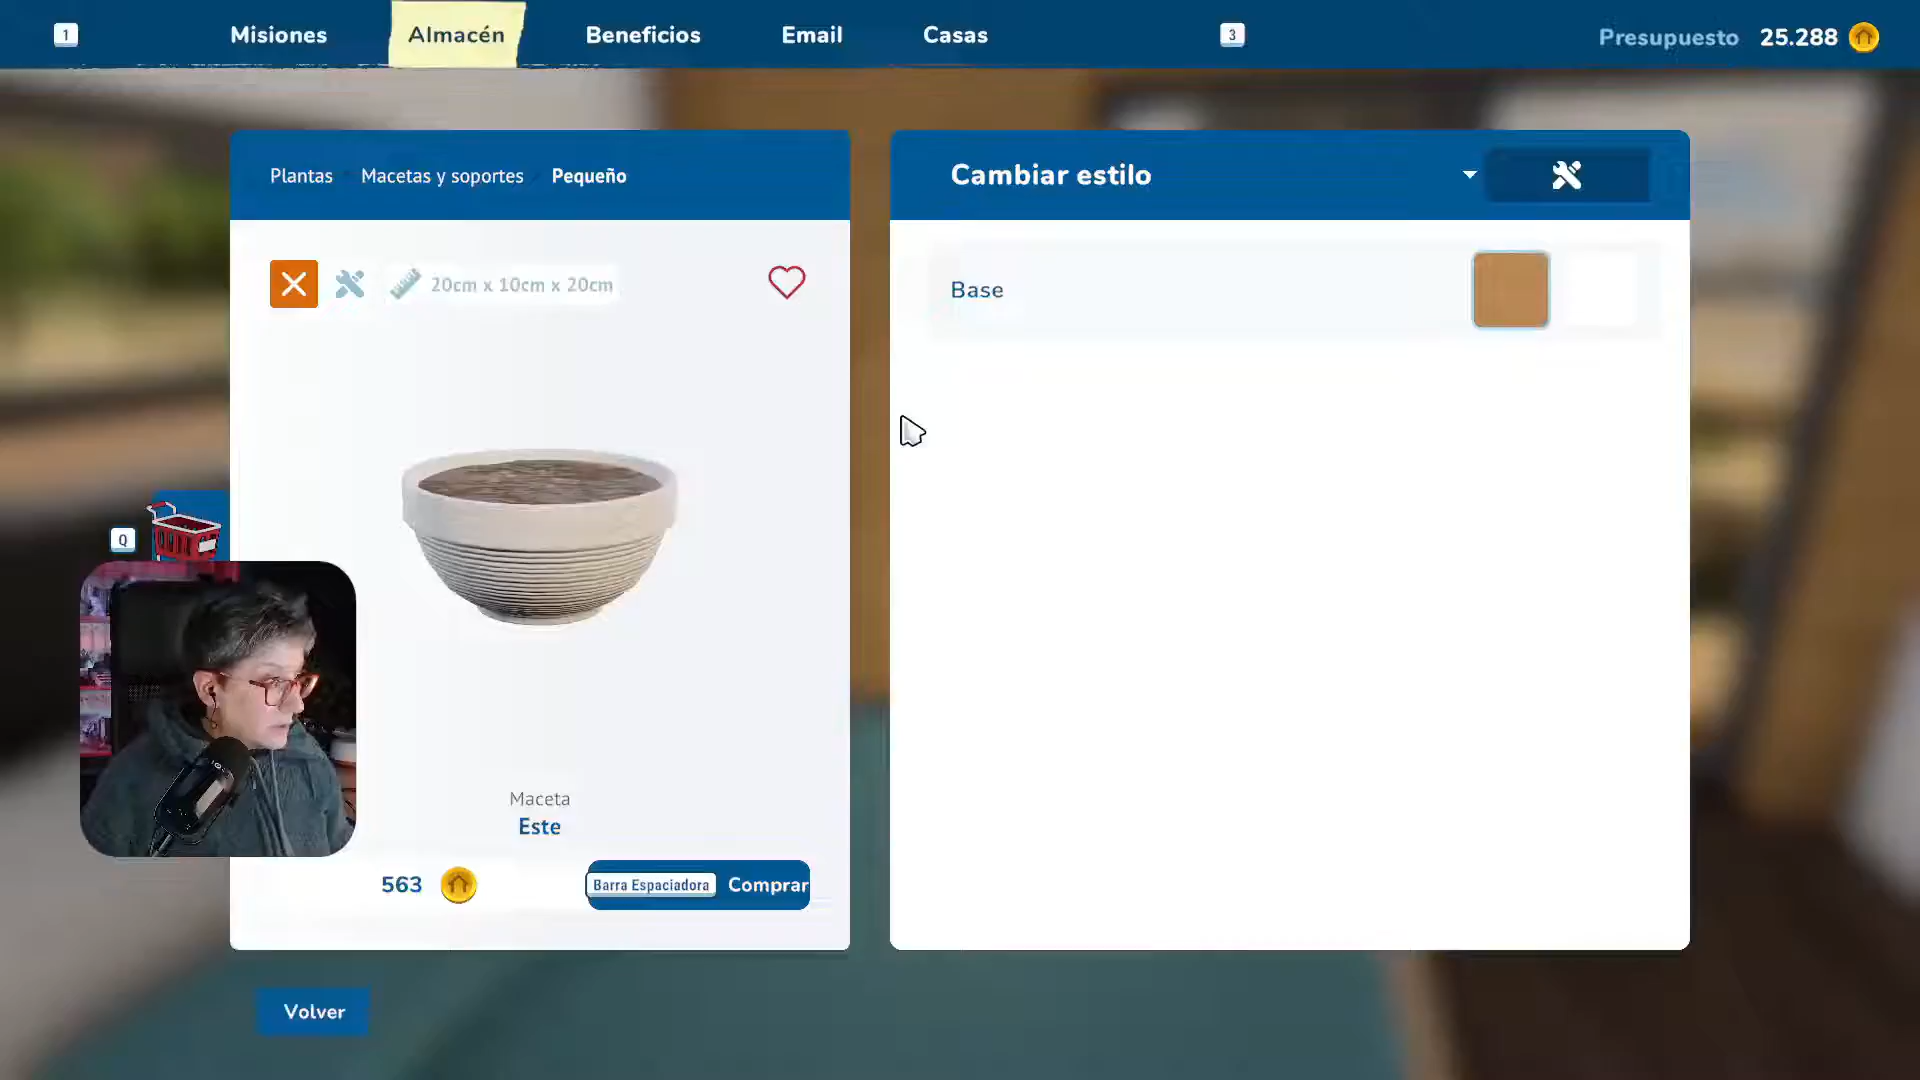 1
Misiones
Almacén
Beneficios
Email
Casas
3
Presupuesto 25.288
Plantas
Macetas y soportes
Pequeño
Cambiar estilo
20cm x 10cm x 20cm
Base
Q
Maceta
Este
563
Barra Espaciadora
Comprar
Volver